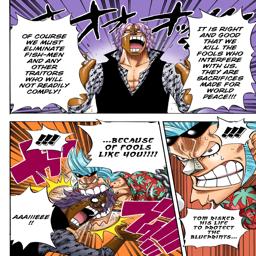 IT IS RIGHT
AND GOOD
THAT WE
KILL THE
FOOLS WHO
INTERFERE
WITH US.
THEY ARE
SACRIFICES
FOR WORLD
PEACE!!!
OF COURSE
WE MUST
ELIMINATE
FISH-MEN
AND ANY
OTHER
TRAITORS
WHO WILL
NOT READILY
COMPLY!
!!!
TOM RISKED
HIS LIFE
TO PROTECT
THE
BLUEPRINTS...
!!!
...BECAUSE
OF FOOLS
LIKE YOU!!!!
AAAIIIEEE
!!